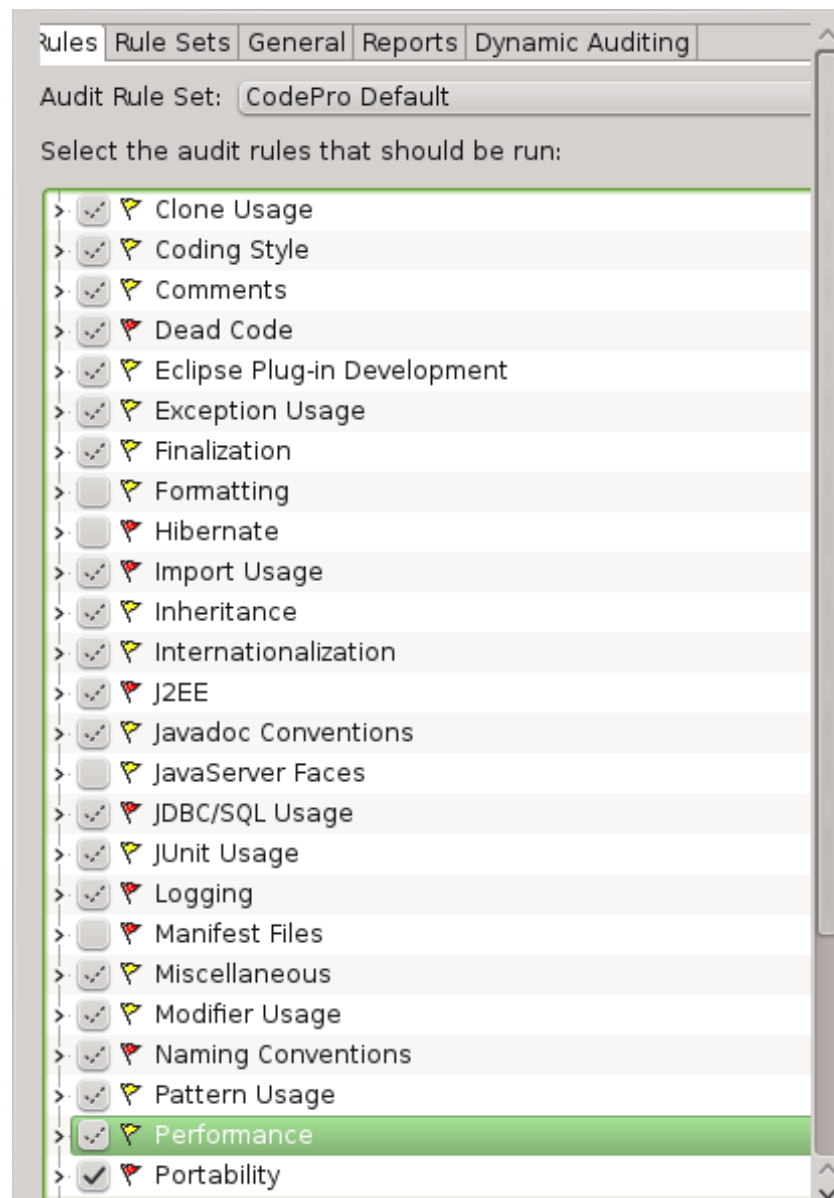 Rules Rule Sets General Reports Dynamic Auditing
Audit Rule Set: CodePro Default
Select the audit rules that should be run:
Clone Usage
Coding Style
Comments
Dead Code
Eclipse Plug-in Development
Exception Usage
Finalization
Formatting
Hibernate
Import Usage
Inheritance
Internationalization
J2EE
Javadoc Conventions
JavaServer Faces
JDBC/SQL Usage
JUnit Usage
Logging
Manifest Files
Miscellaneous
Modifier Usage
Naming Conventions
Pattern Usage
Performance
Portability